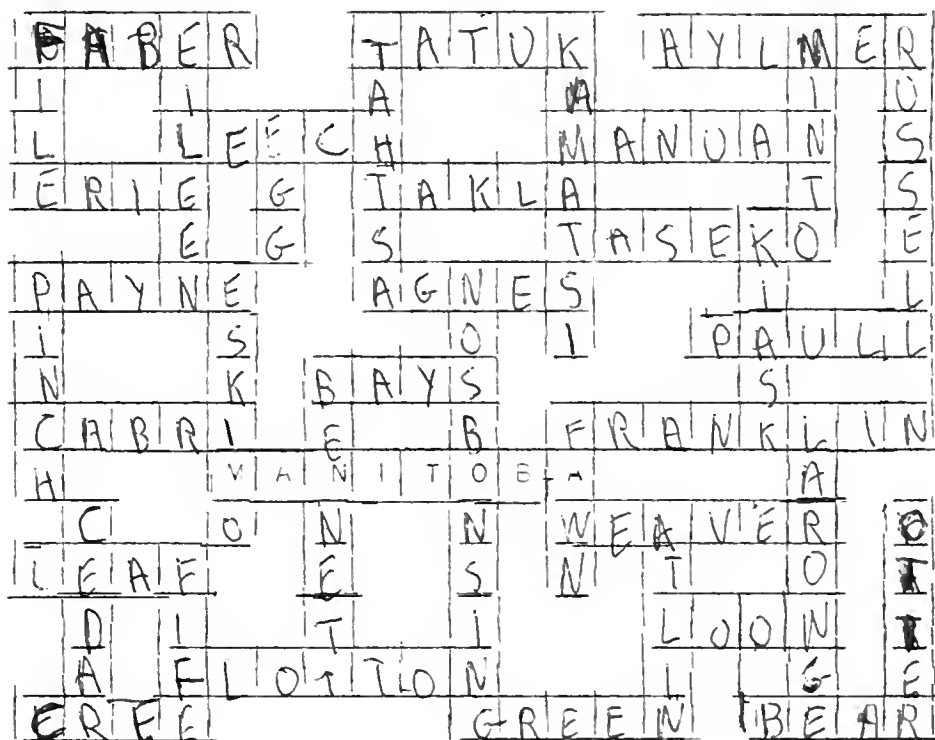 FABER TATUK AYLMER
I I A A I U
L LEECH MANUAN S
ERIE G TAKLA T S
E G S TASEKO E
PAYNE AGNES I L
I S O I PAULL
N K BAYS S
CABRI E B FRANKLIN
H MANITOBA A
C O N N WEAVER O
LEAF E S N T O T
D I T I LOON T
A FLOTTON I G E
CREE GREEN BEAR